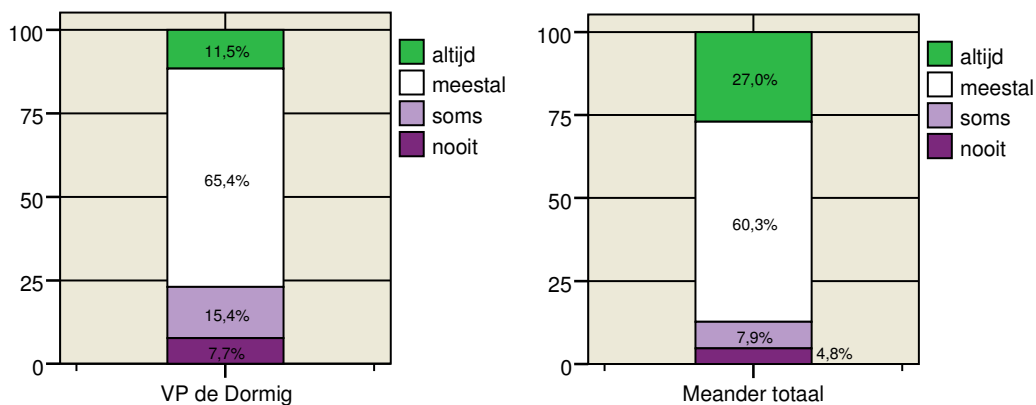 100
75
50
25
0
11,5%
65,4%
15,4%
7,7%
VP de Dormig
altijd
meestal
soms
nooit
100
75
50
25
0
27,0%
60,3%
7,9%
4,8%
Meander totaal
altijd
meestal
soms
nooit